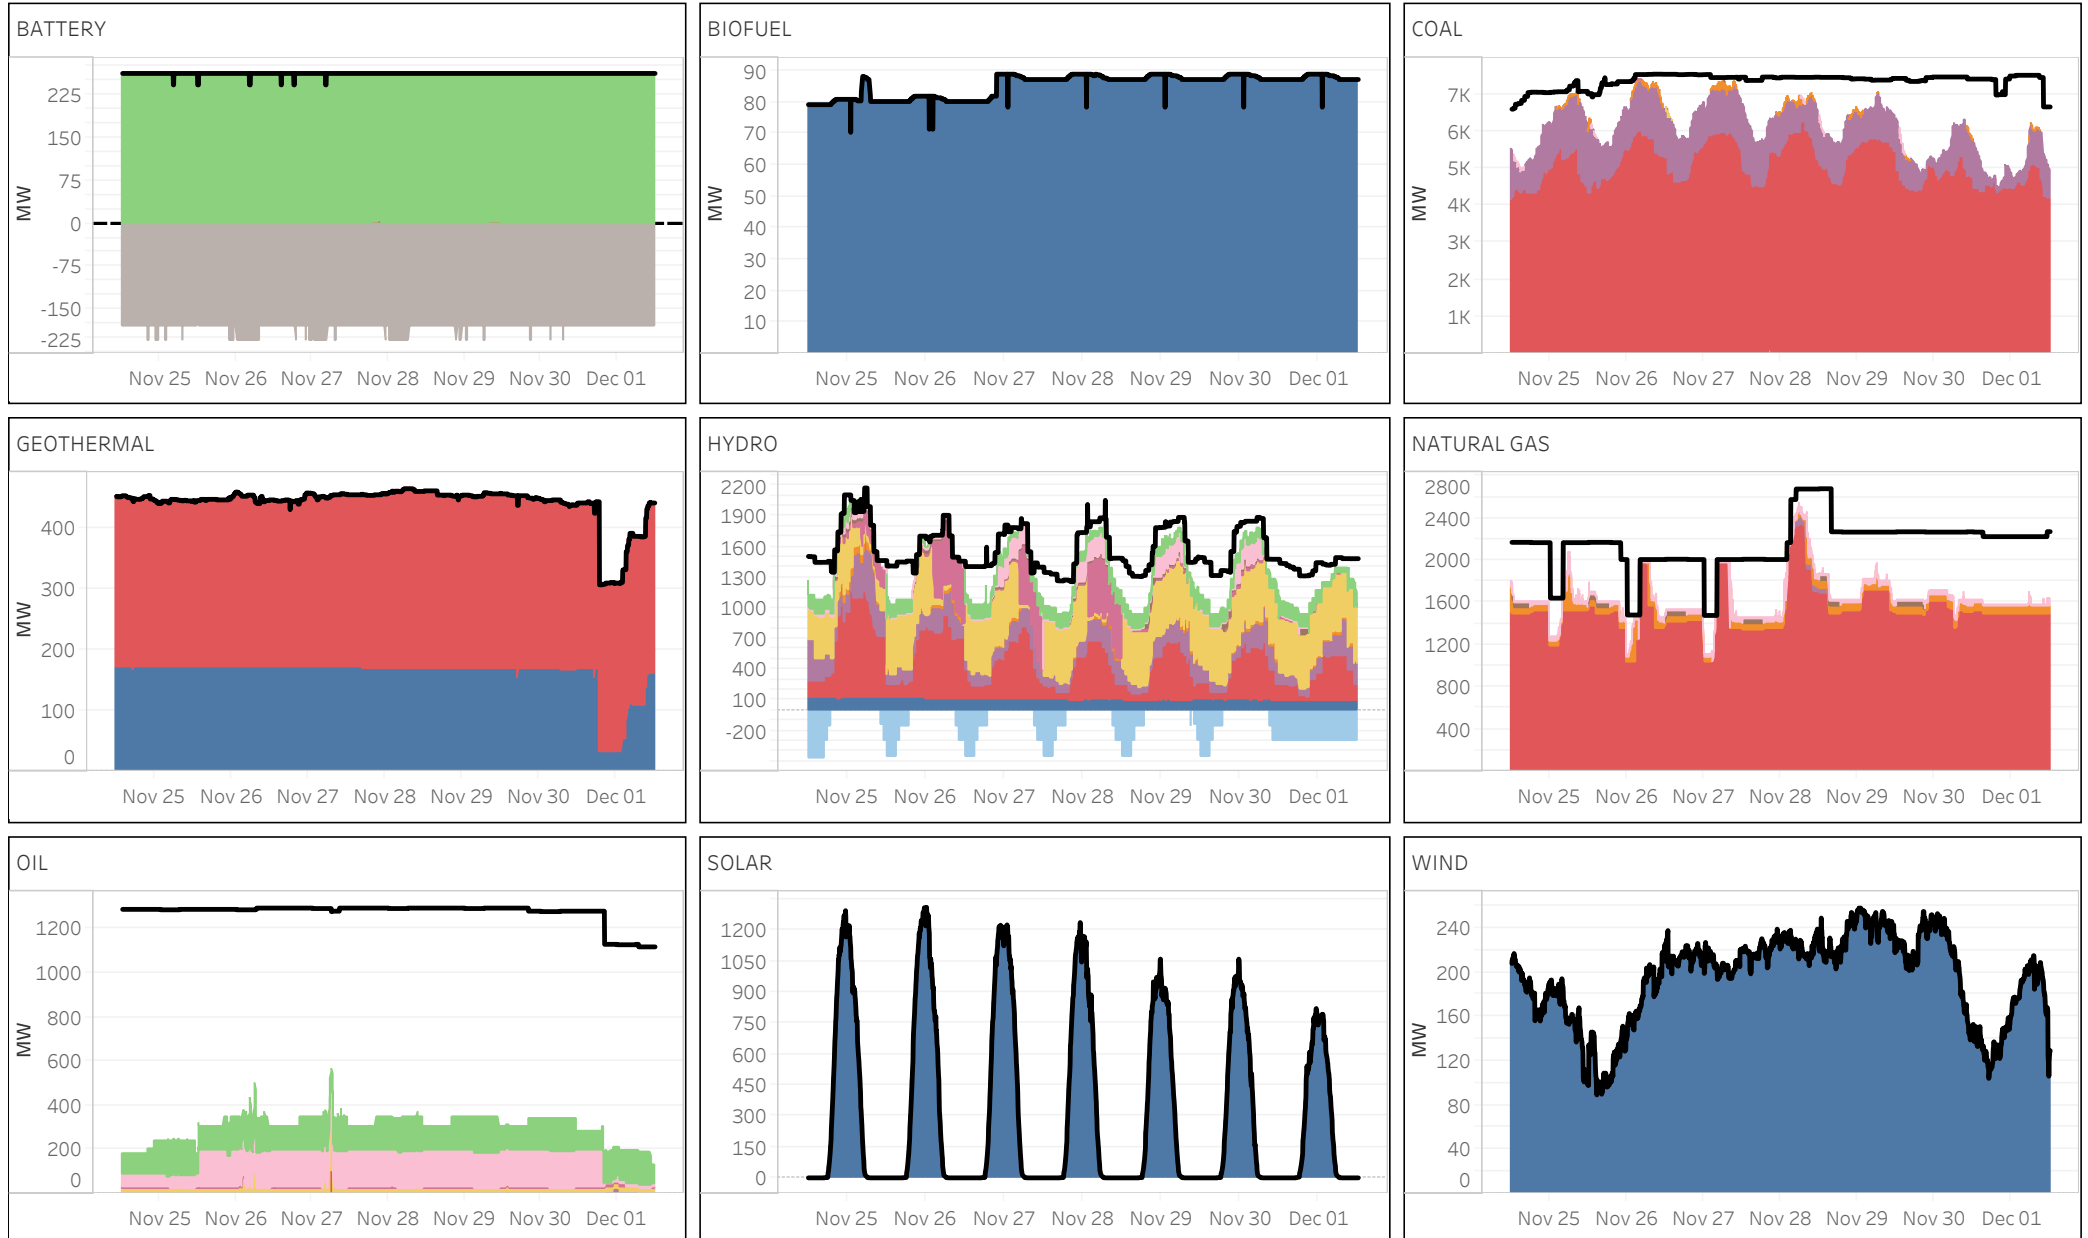 BATTERY
MW
225
150
75
0
-75
-150
-225
Nov 25 Nov 26 Nov 27 Nov 28 Nov 29 Nov 30 Dec 01
BIOFUEL
MW
90
80
70
60
50
40
30
20
10
Nov 25 Nov 26 Nov 27 Nov 28 Nov 29 Nov 30 Dec 01
COAL
MW
7K
6K
5K
4K
3K
2K
1K
Nov 25 Nov 26 Nov 27 Nov 28 Nov 29 Nov 30 Dec 01
GEOTHERMAL
MW
400
300
200
100
0
Nov 25 Nov 26 Nov 27 Nov 28 Nov 29 Nov 30 Dec 01
HYDRO
2200
1900
1600
1300
1000
700
400
100
-200
Nov 25 Nov 26 Nov 27 Nov 28 Nov 29 Nov 30 Dec 01
NATURAL GAS
2800
2400
2000
1600
1200
800
400
Nov 25 Nov 26 Nov 27 Nov 28 Nov 29 Nov 30 Dec 01
OIL
MW
1200
1000
800
600
400
200
0
Nov 25 Nov 26 Nov 27 Nov 28 Nov 29 Nov 30 Dec 01
SOLAR
1200
1050
900
750
600
450
300
150
0
Nov 25 Nov 26 Nov 27 Nov 28 Nov 29 Nov 30 Dec 01
WIND
MW
240
200
160
120
80
40
0
Nov 25 Nov 26 Nov 27 Nov 28 Nov 29 Nov 30 Dec 01